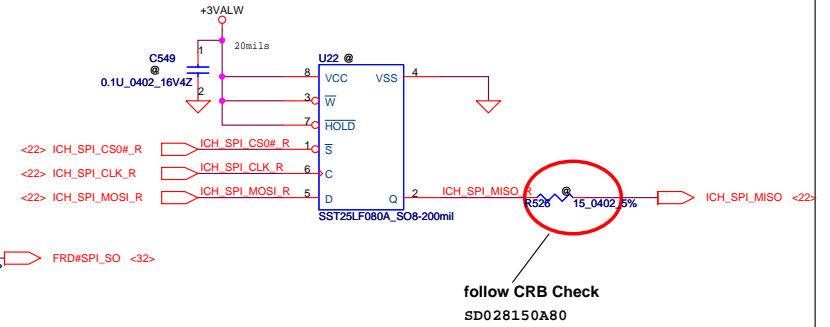 +3VALW
20mils
C549
@
0.1U_0402_16V4Z
1
2
U22 @
8 VCC VSS 4
3 W
7 HOLD
<22> ICH_SPI_CS0#_R ICH_SPI_CS0#_R 1 S
<22> ICH_SPI_CLK_R ICH_SPI_CLK_R 6 C
<22> ICH_SPI_MOSI_R ICH_SPI_MOSI_R 5 D Q 2 ICH_SPI_MISO_R R526 @ 15_0402_5% ICH_SPI_MISO <22>
SST25LF080A_SO8-200mil
FRD#SPI_SO <32>
follow CRB Check
SD028150A80